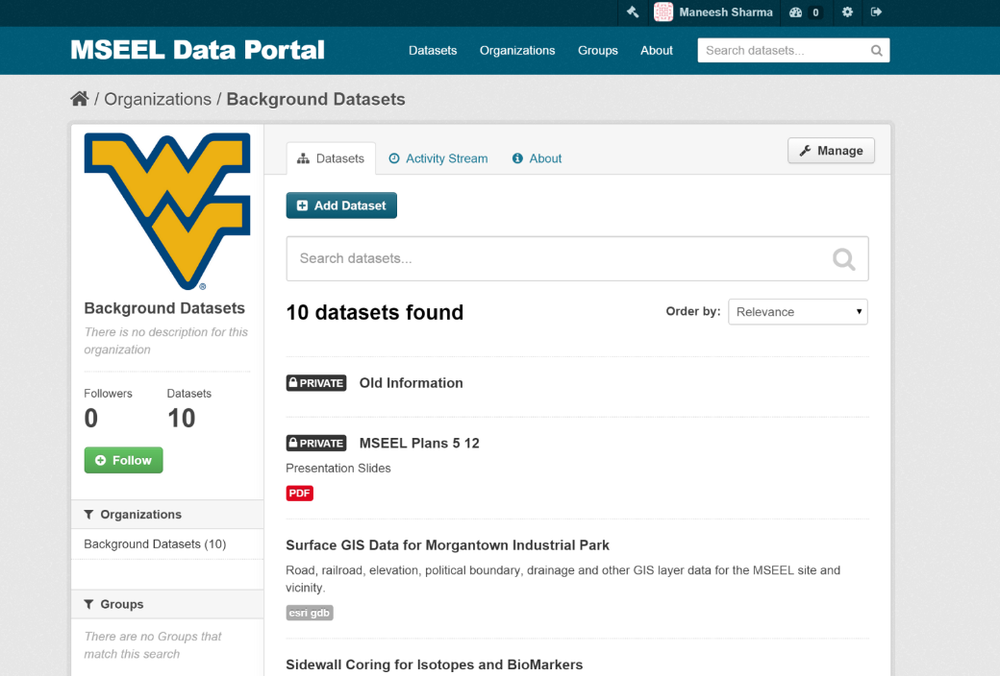 Maneesh Sharma 0
MSEEL Data Portal
Datasets Organizations Groups About Search datasets...
/ Organizations / Background Datasets
Datasets Activity Stream About Manage
Add Dataset
Search datasets...
10 datasets found
Order by: Relevance
Background Datasets
There is no description for this
organization
Followers Datasets
0 10
Follow
Organizations
Background Datasets (10)
Groups
There are no Groups that
match this search
PRIVATE Old Information
PRIVATE MSEEL Plans 5 12
Presentation Slides
PDF
Surface GIS Data for Morgantown Industrial Park
Road, railroad, elevation, political boundary, drainage and other GIS layer data for the MSEEL site and
vicinity.
esri gdb
Sidewall Coring for Isotopes and BioMarkers